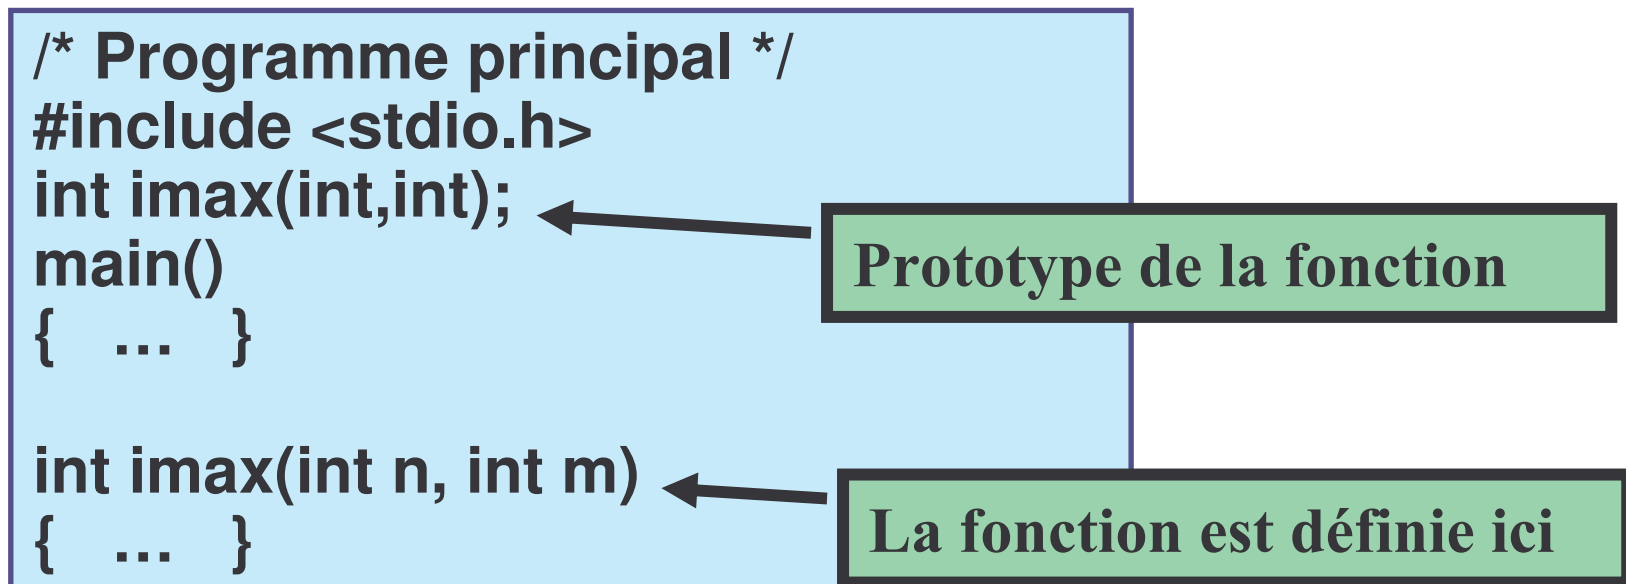 /* Programme principal */
#include <stdio.h>
int imax(int,int);
Prototype de la fonction
main()
{ … }
int imax(int n, int m)
La fonction est définie ici
{ … }